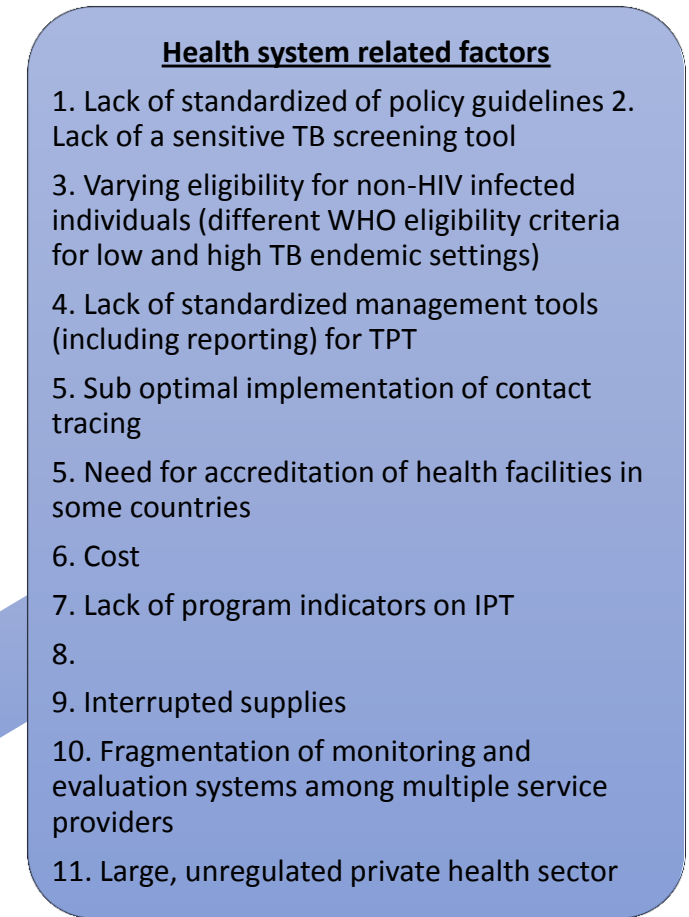 Health system related factors
1. Lack of standardized of policy guidelines 2.
Lack of a sensitive TB screening tool
3. Varying eligibility for non-HIV infected
individuals (different WHO eligibility criteria
for low and high TB endemic settings)
4. Lack of standardized management tools
(including reporting) for TPT
5. Sub optimal implementation of contact
tracing
5. Need for accreditation of health facilities in
some countries
6. Cost
7. Lack of program indicators on IPT
8.
9. Interrupted supplies
10. Fragmentation of monitoring and
evaluation systems among multiple service
providers
11. Large, unregulated private health sector